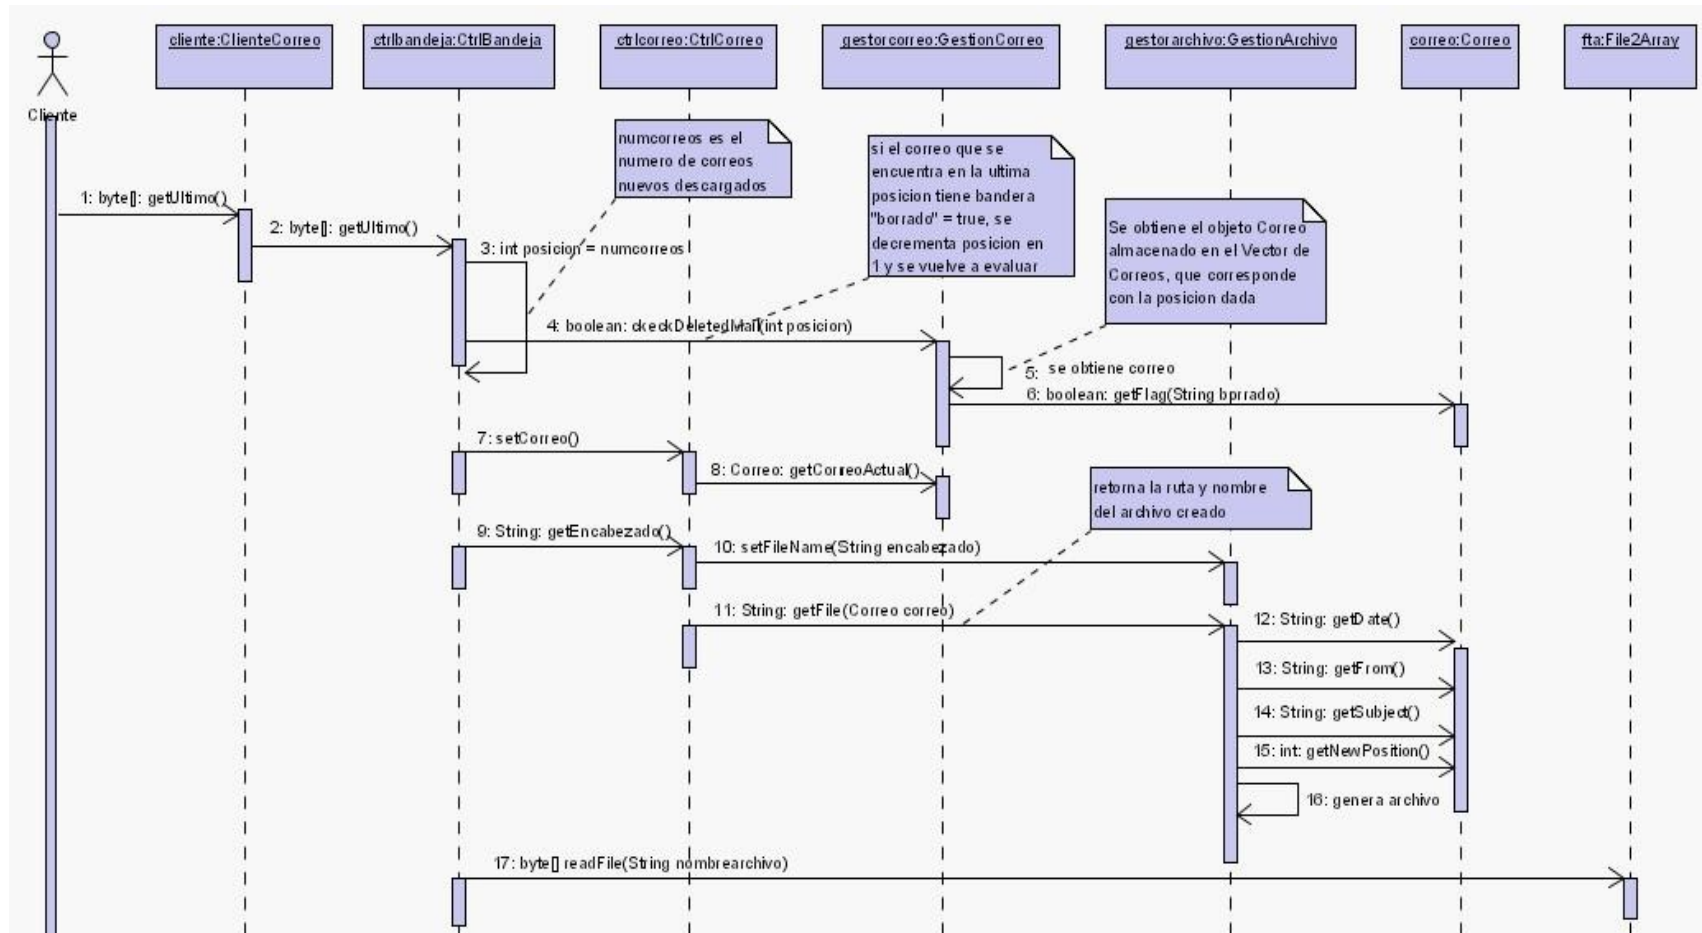 cliente:ClienteCorreo
ctrlbandeja:CtrlBandeja
ctrlcorreo:CtrlCorreo
gestorcorreo:GestionCorreo
gestorarchivo:GestionArchivo
correo:Correo
fta:File2Array
Cliente
numcorreos es el
numero de correos
nuevos descargados
si el correo que se
encuentra en la ultima
posicion tiene bandera
"borrado" = true, se
decrementa posicion en
1 y se vuelve a evaluar
Se obtiene el objeto Correo
almacenado en el Vector de
Correos, que corresponde
con la posicion dada
1: byte[]: getUltimo()
2: byte[]: getUltimo()
3: int posicion = numcorreos
4: boolean: ckeckDeletedMail(int posicion)
5: se obtiene correo
6: boolean: getFlag(String bprrado)
7: setCorreo()
8: Correo: getCorreoActual()
retorna la ruta y nombre
del archivo creado
9: String: getEncabezado()
10: setFileName(String encabezado)
11: String: getFile(Correo correo)
12: String: getDate()
13: String: getFrom()
14: String: getSubject()
15: int: getNewPosition()
16: genera archivo
17: byte[] readFile(String nombrearchivo)